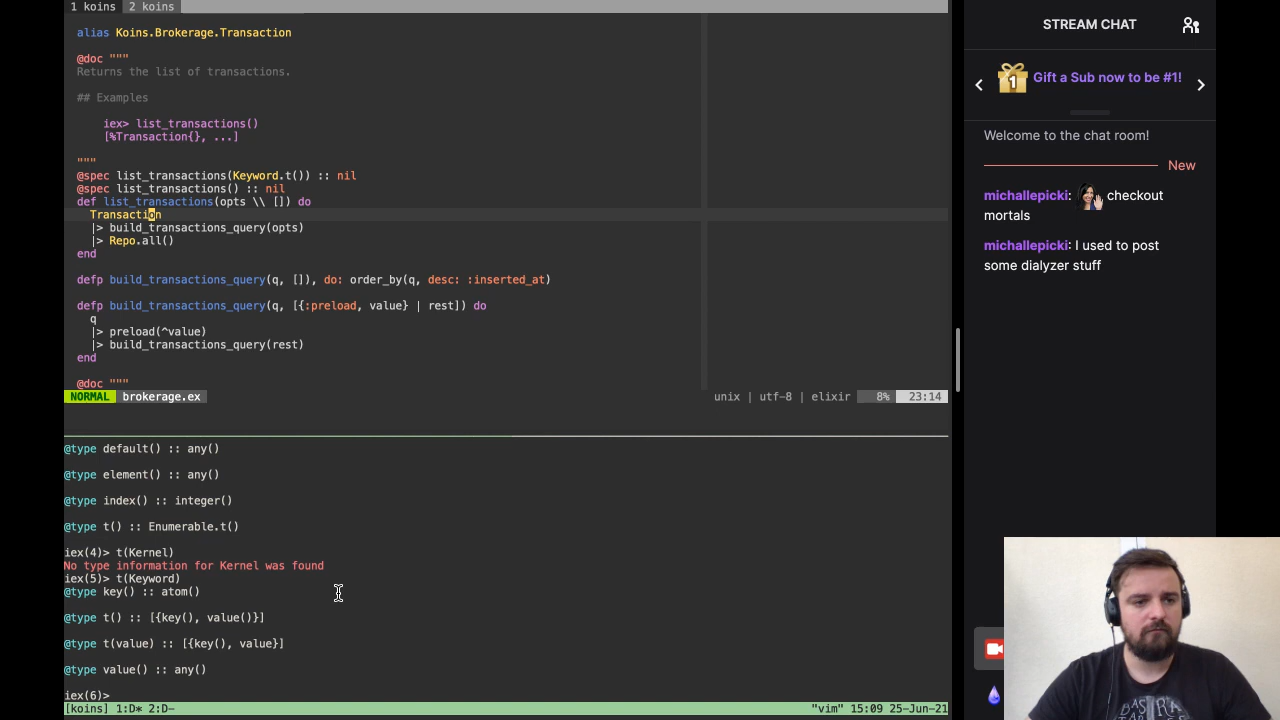 1 koins  2 koins
alias Koins.Brokerage.Transaction
@doc """
Returns the list of transactions.
## Examples
iex> list_transactions()
[%Transaction{}, ...]
"""
@spec list_transactions(Keyword.t()) :: nil
@spec list_transactions() :: nil
def list_transactions(opts \\ []) do
Transaction
|> build_transactions_query(opts)
|> Repo.all()
end
defp build_transactions_query(q, []), do: order_by(q, desc: :inserted_at)
defp build_transactions_query(q, [{:preload, value} | rest]) do
q
|> preload(^value)
|> build_transactions_query(rest)
end
@doc """
NORMAL brokerage.ex unix | utf-8 | elixir 8% 23:14
@type default() :: any()
@type element() :: any()
@type index() :: integer()
@type t() :: Enumerable.t()
iex(4)> t(Kernel)
No type information for Kernel was found
iex(5)> t(Keyword)
@type key() :: atom()
@type t() :: [{key(), value()}]
@type t(value) :: [{key(), value}]
@type value() :: any()
iex(6)>
[koins] 1:D* 2:D- "vim" 15:09 25-Jun-21
STREAM CHAT
1 Gift a Sub now to be #1!
Welcome to the chat room!
New
michallepicki: checkout
mortals
michallepicki: I used to post
some dialyzer stuff